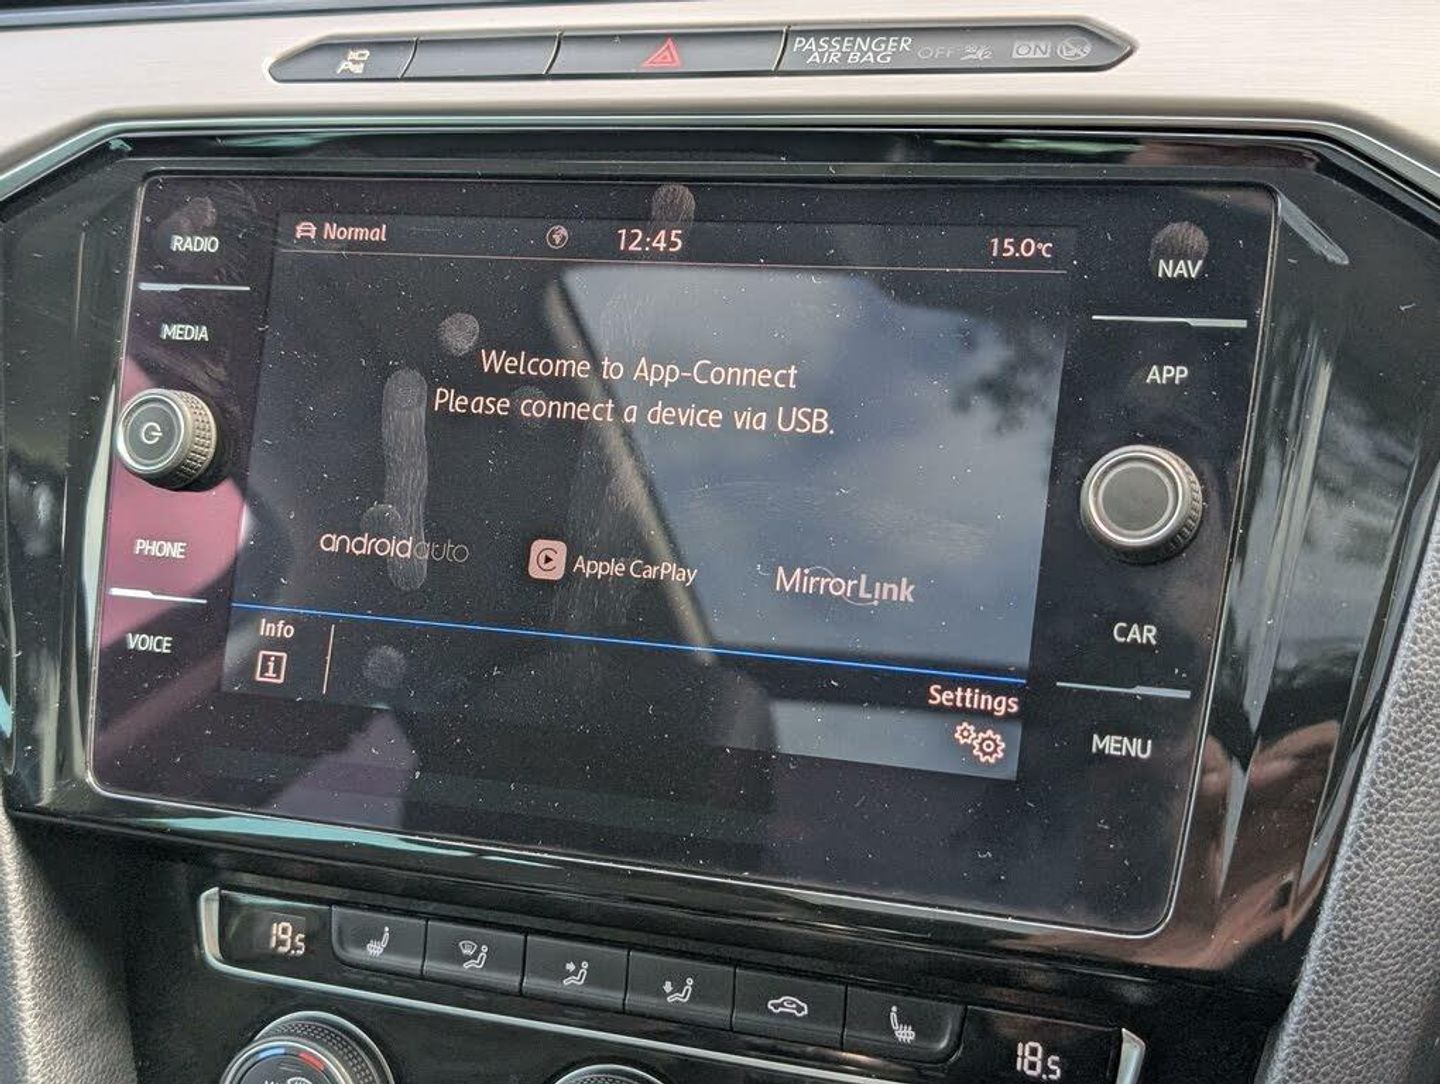 PASSENGER
AIR BAG
OFF
ON
RADIO
MEDIA
PHONE
VOICE
Normal
12:45
15.0°C
Welcome to App-Connect
Please connect a device via USB.
androidauto
Apple CarPlay
MirrorLink
Info
i
Settings
NAV
APP
CAR
MENU
19.5
18.5